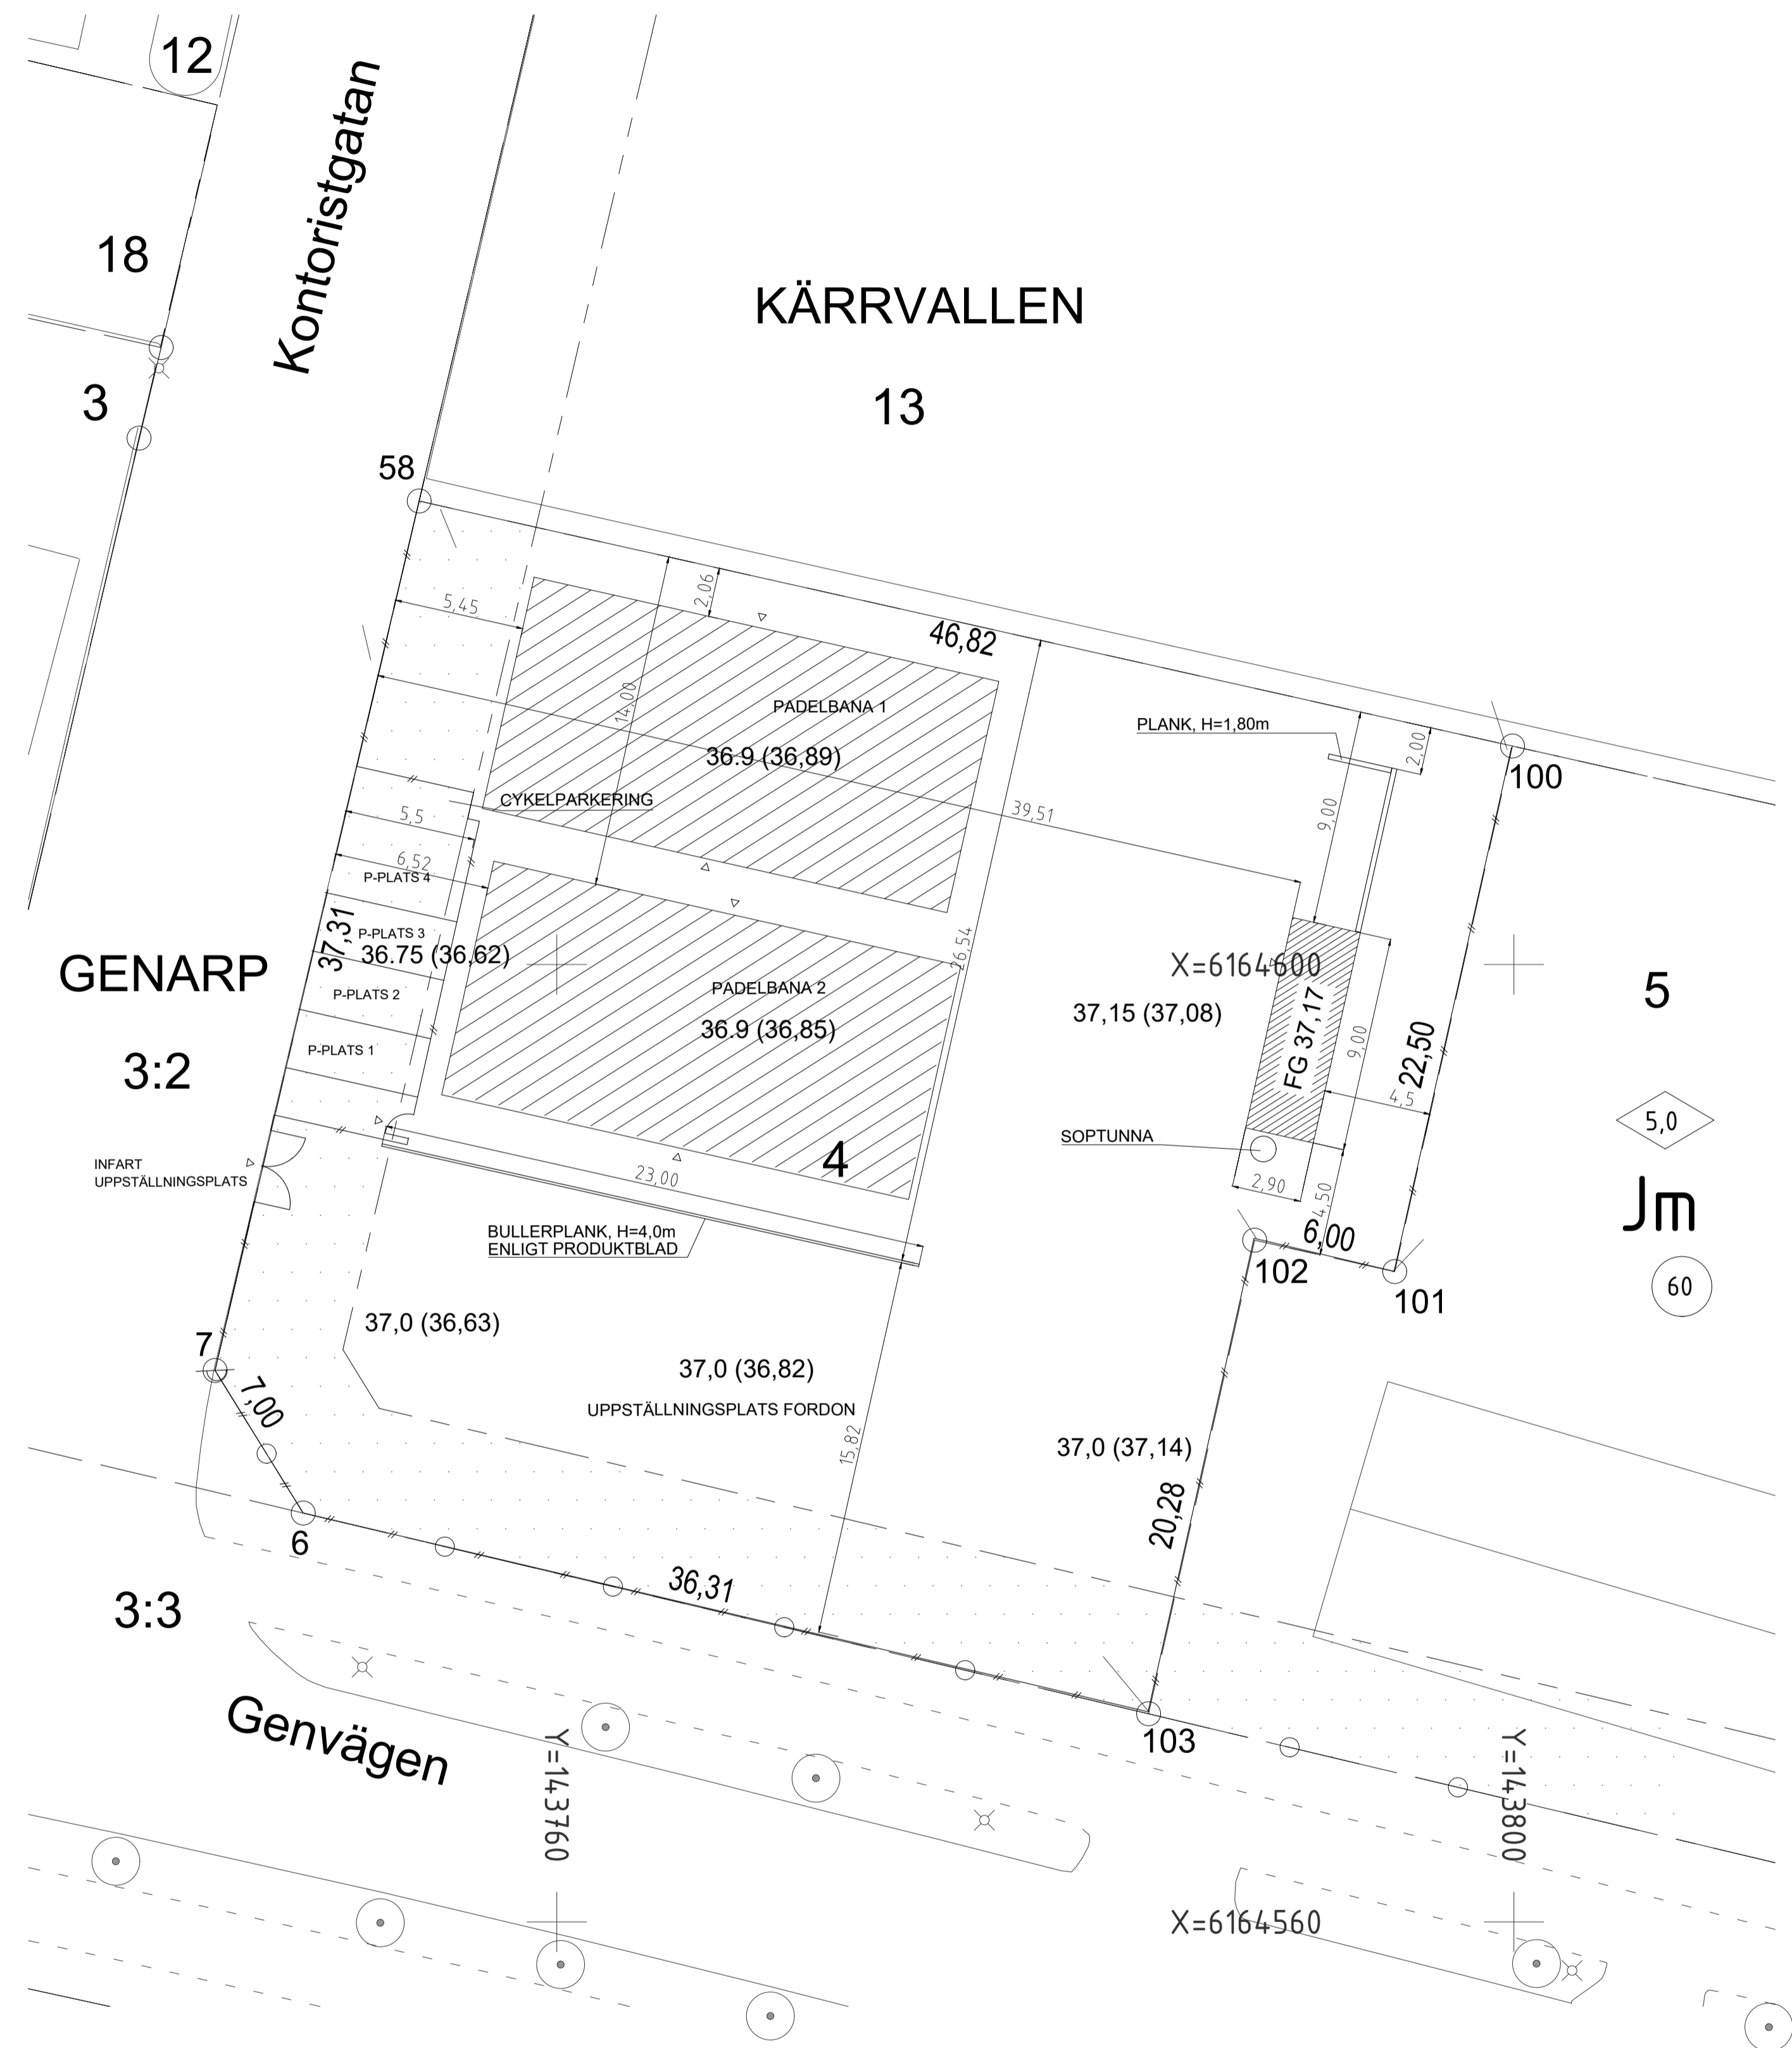 12
Kontoristgatan
18
KÄRRVALLEN
13
3
58
5,45
2,06
46,82
14,00
PADELBANA 1
36.9 (36,89)
PLANK, H=1,80m
2,00
100
CYKELPARKERING
39,51
9,00
5,5
6,52
P-PLATS 4
37,31
P-PLATS 3
36.75 (36,62)
26,54
GENARP
X=6164600
5
P-PLATS 2
PADELBANA 2
37,15 (37,08)
36.9 (36,85)
FG 37,17
9,00
22,50
P-PLATS 1
3:2
4,5
5,0
SOPTUNNA
4
INFART
UPPSTÄLLNINGSPLATS
23,00
2,90
4,50
Jm
BULLERPLANK, H=4,0m
ENLIGT PRODUKTBLAD
6,00
102
101
60
37,0 (36,63)
7
37,0 (36,82)
7,00
UPPSTÄLLNINGSPLATS FORDON
15,82
37,0 (37,14)
20,28
6
36,31
3:3
103
Genvägen
Y=143760
Y=143800
X=6164560